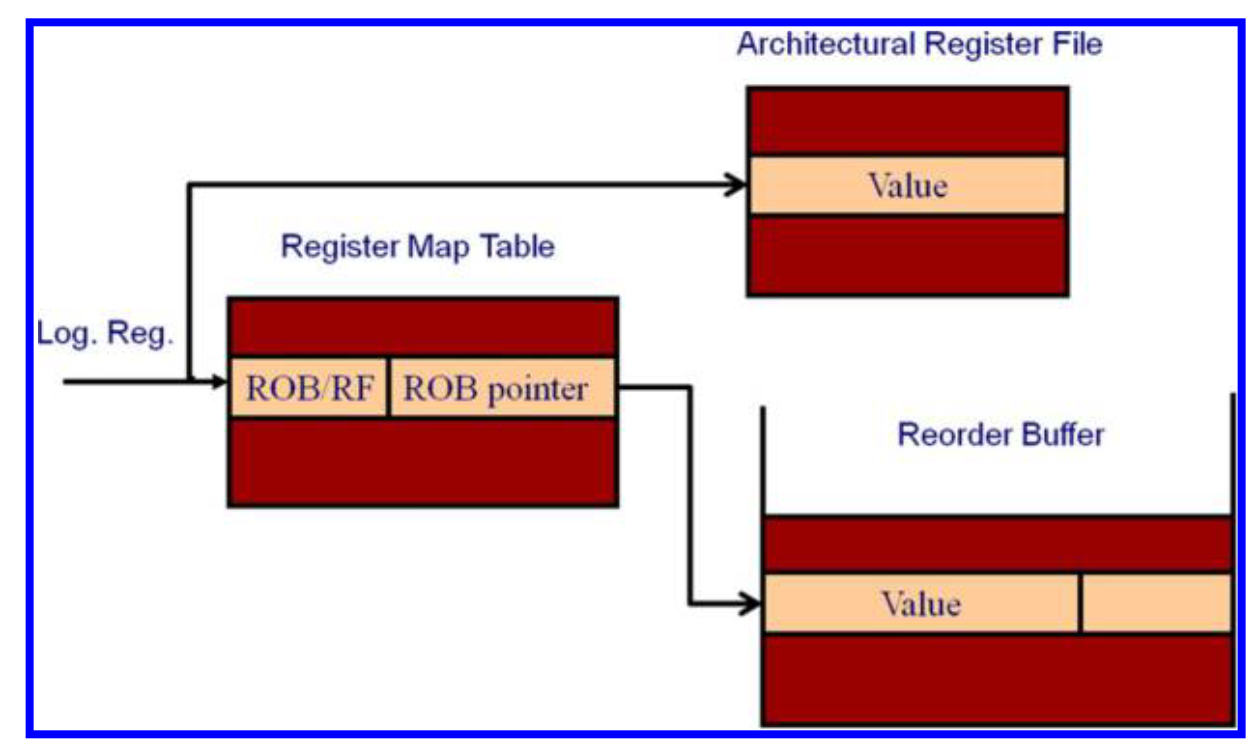 Architectural Register File
Value
Register Map Table
Log. Reg.
ROB/RF ROB pointer
Reorder Buffer
Value